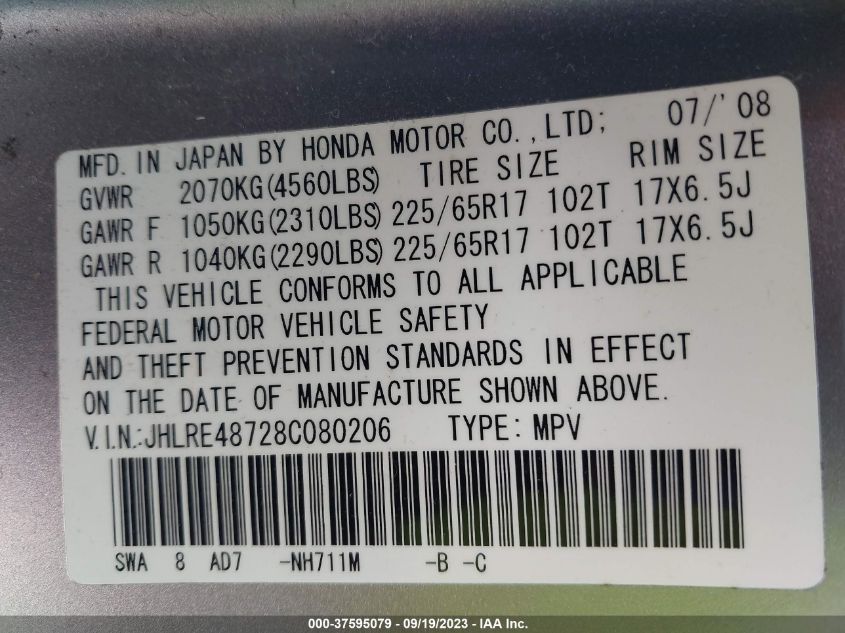 MFD. IN JAPAN BY HONDA MOTOR CO., LTD; 07/'08
GVWR 2070KG(4560LBS) TIRE SIZE RIM SIZE
GAWR F 1050KG(2310LBS) 225/65R17 102T 17X6.5J
GAWR R 1040KG(2290LBS) 225/65R17 102T 17X6.5J
THIS VEHICLE CONFORMS TO ALL APPLICABLE
FEDERAL MOTOR VEHICLE SAFETY
AND THEFT PREVENTION STANDARDS IN EFFECT
ON THE DATE OF MANUFACTURE SHOWN ABOVE.
V.I.N.:JHLRE48728C080206 TYPE: MPV
SWA 8 AD7 -NH711M -B -C
000-37595079 - 09/19/2023 - IAA Inc.